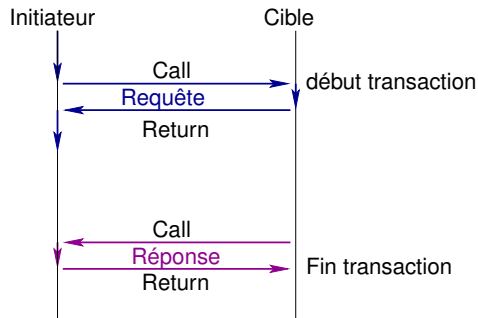 Initiateur Cible
Call
début transaction
Requête
Return
Call
Réponse
Fin transaction
Return